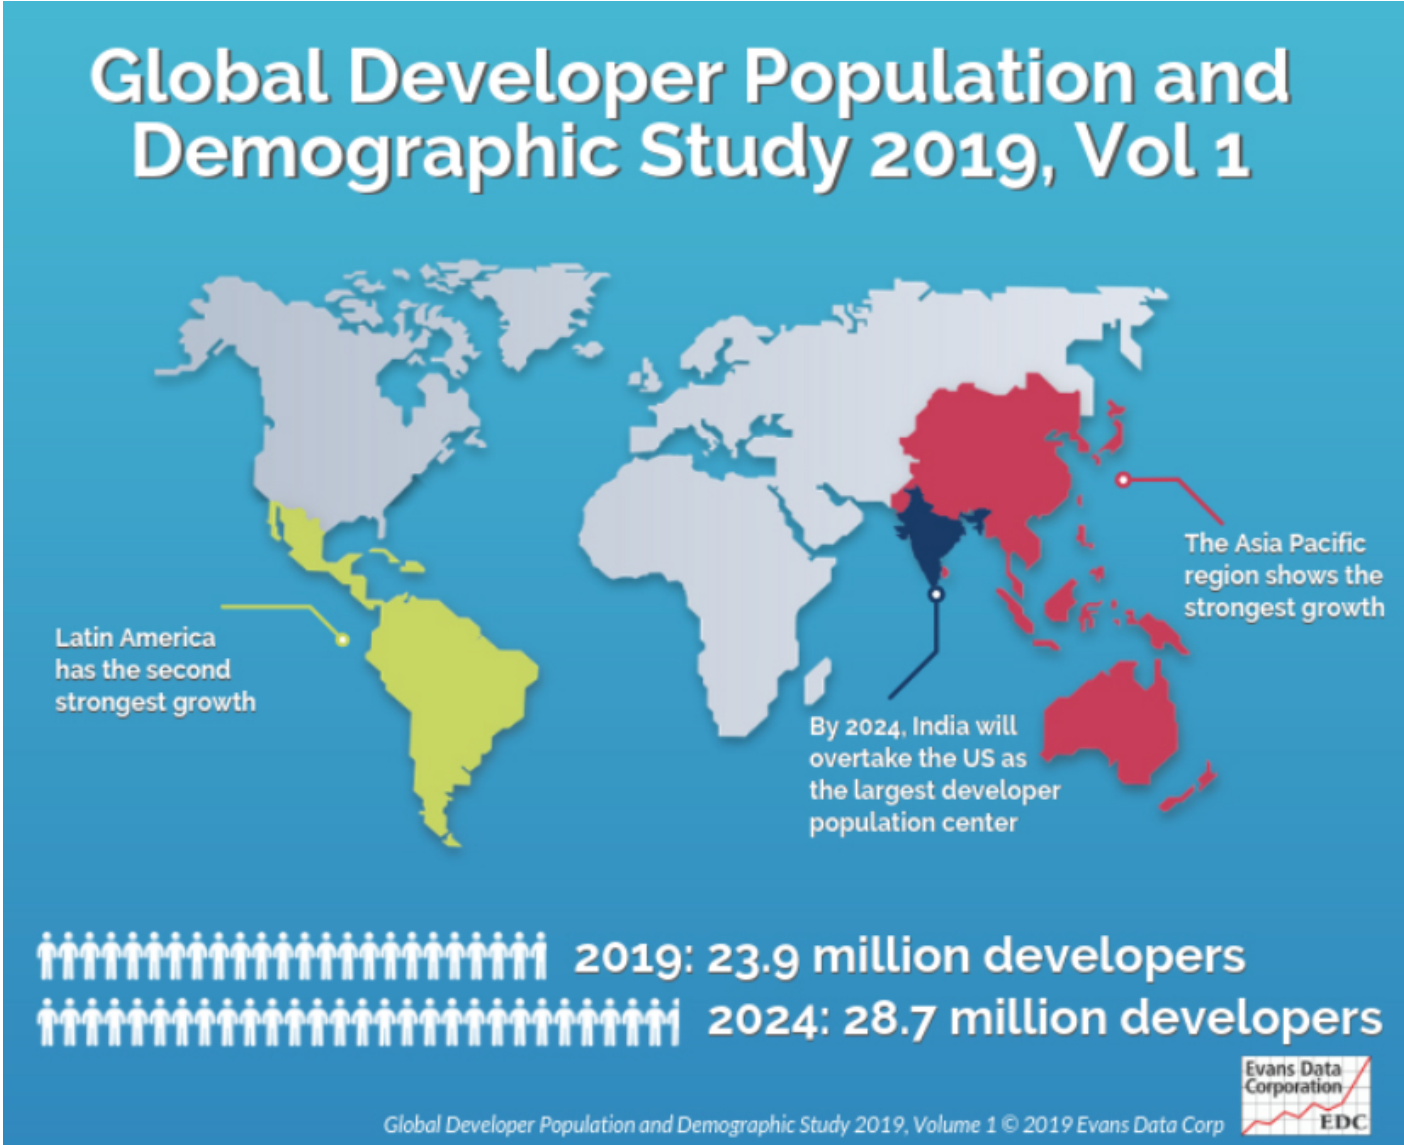 Global Developer Population and
Demographic Study 2019, Vol 1
The Asia Pacific
region shows the
strongest growth
Latin America
has the second
strongest growth
By 2024, India will
overtake the US as
the largest developer
population center
2019: 23.9 million developers
2024: 28.7 million developers
Evans Data
Corporation
EDC
Global Developer Population and Demographic Study 2019, Volume 1 © 2019 Evans Data Corp